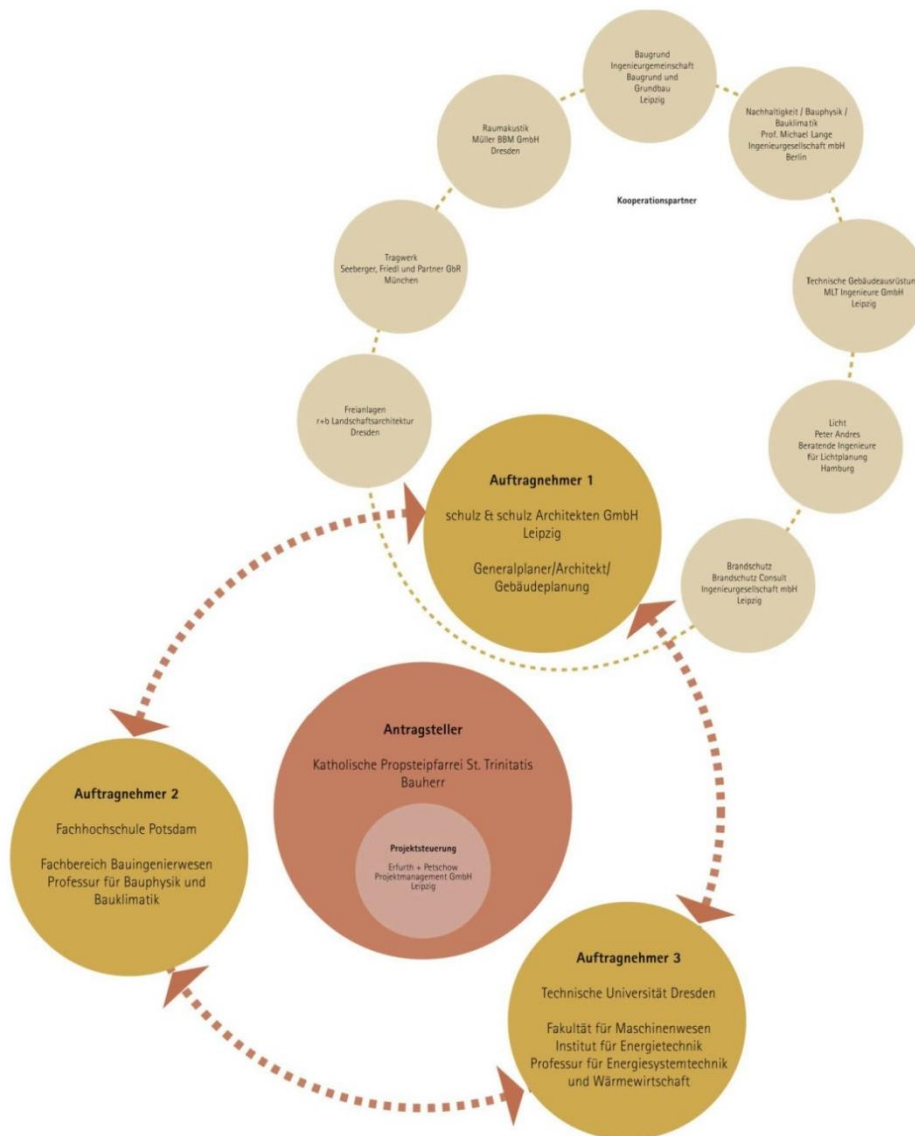 Baugrund
Ingenieurgemeinschaft
Baugrund und
Grundbau
Leipzig
Nachhaltigkeit / Bauphysik /
Bauklimatik
Prof. Michael Lange
Ingenieurgesellschaft mbH
Berlin
Raumakustik
Müller BBM GmbH
Dresden
Kooperationspartner
Tragwerk
Seeberger, Friedl und Partner GbR
München
Technische Gebäudeausrüstun
MLT Ingenieure GmbH
Leipzig
Freianlagen
r+b Landschaftsarchitektur
Dresden
Licht
Peter Andres
Beratende Ingenieure
für Lichtplanung
Hamburg
Auftragnehmer 1
schulz & schulz Architekten GmbH
Leipzig
Generalplaner/Architekt/
Gebäudeplanung
Brandschutz
Brandschutz Consult
Ingenieurgesellschaft mbH
Leipzig
Antragsteller
Katholische Propsteipfarrei St. Trinitatis
Bauherr
Projektsteuerung
Erfurth + Petschow
Projektmanagement GmbH
Leipzig
Auftragnehmer 2
Fachhochschule Potsdam
Fachbereich Bauingenierwesen
Professur für Bauphysik und
Bauklimatik
Auftragnehmer 3
Technische Universität Dresden
Fakultät für Maschinenwesen
Institut für Energietechnik
Professur für Energiesystemtechnik
und Wärmewirtschaft